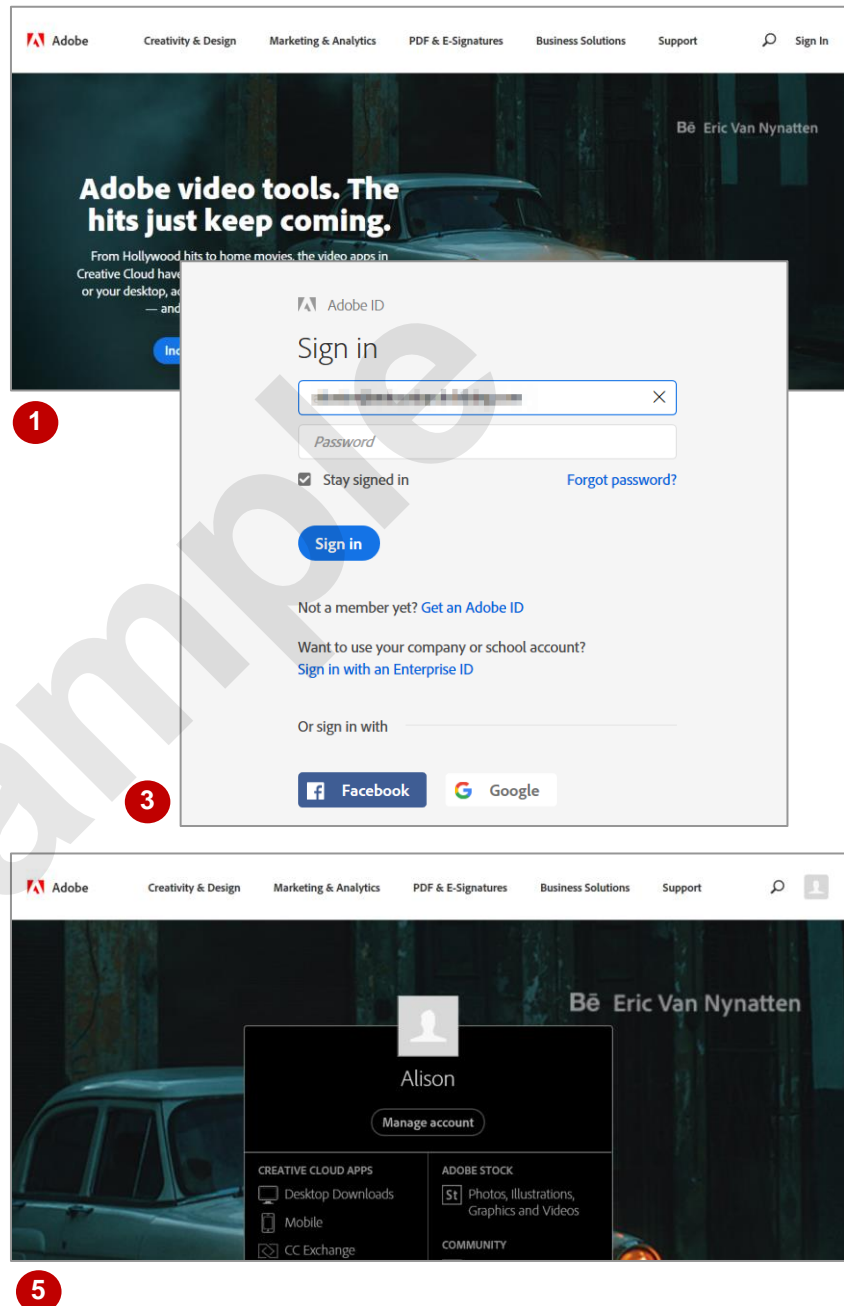 Adobe
Creativity & Design
Marketing & Analytics
PDF & E-Signatures
Business Solutions
Support
Sign In
Bē Eric Van Nynatten
Adobe video tools. The
hits just keep coming.
From Hollywood hits to home movies, the video apps in
Creative Cloud have
or your desktop,
— and
1
Adobe ID
Sign in
Password
Stay signed in
Forgot password?
Sign in
Not a member yet? Get an Adobe ID
Want to use your company or school account?
Sign in with an Enterprise ID
Or sign in with
Facebook
G Google
3
Adobe
Creativity & Design
Marketing & Analytics
PDF & E-Signatures
Business Solutions
Support
Bē Eric Van Nynatten
Alison
Manage account
CREATIVE CLOUD APPS
Desktop Downloads
Mobile
CC Exchange
ADOBE STOCK
St Photos, Illustrations,
Graphics and Videos
COMMUNITY
5
ample